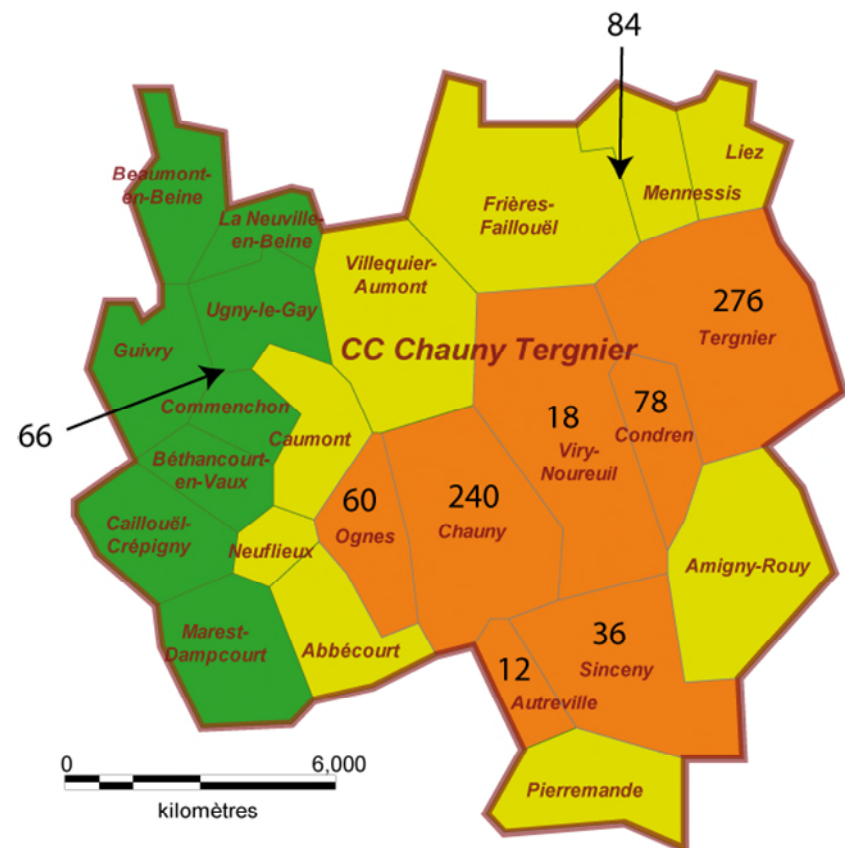 84
Beaumont-
en-Beine
Liez
Mennessis
La Neuville-
en-Beine
Frières-
Faillouël
Villequier-
Aumont
276
Tergnier
Ugny-le-Gay
Guivry
CC Chauny Tergnier
66
Commenchon
Caumont
18
Viry-
Noureuil
78
Condren
Béthancourt-
en-Vaux
60
Ognes
240
Chauny
Caillouël-
Crépigny
Neuflieux
Amigny-Rouy
Marest-
Dampcourt
Abbécourt
36
Sinceny
12
Autreville
0 6,000
kilomètres
Pierremande